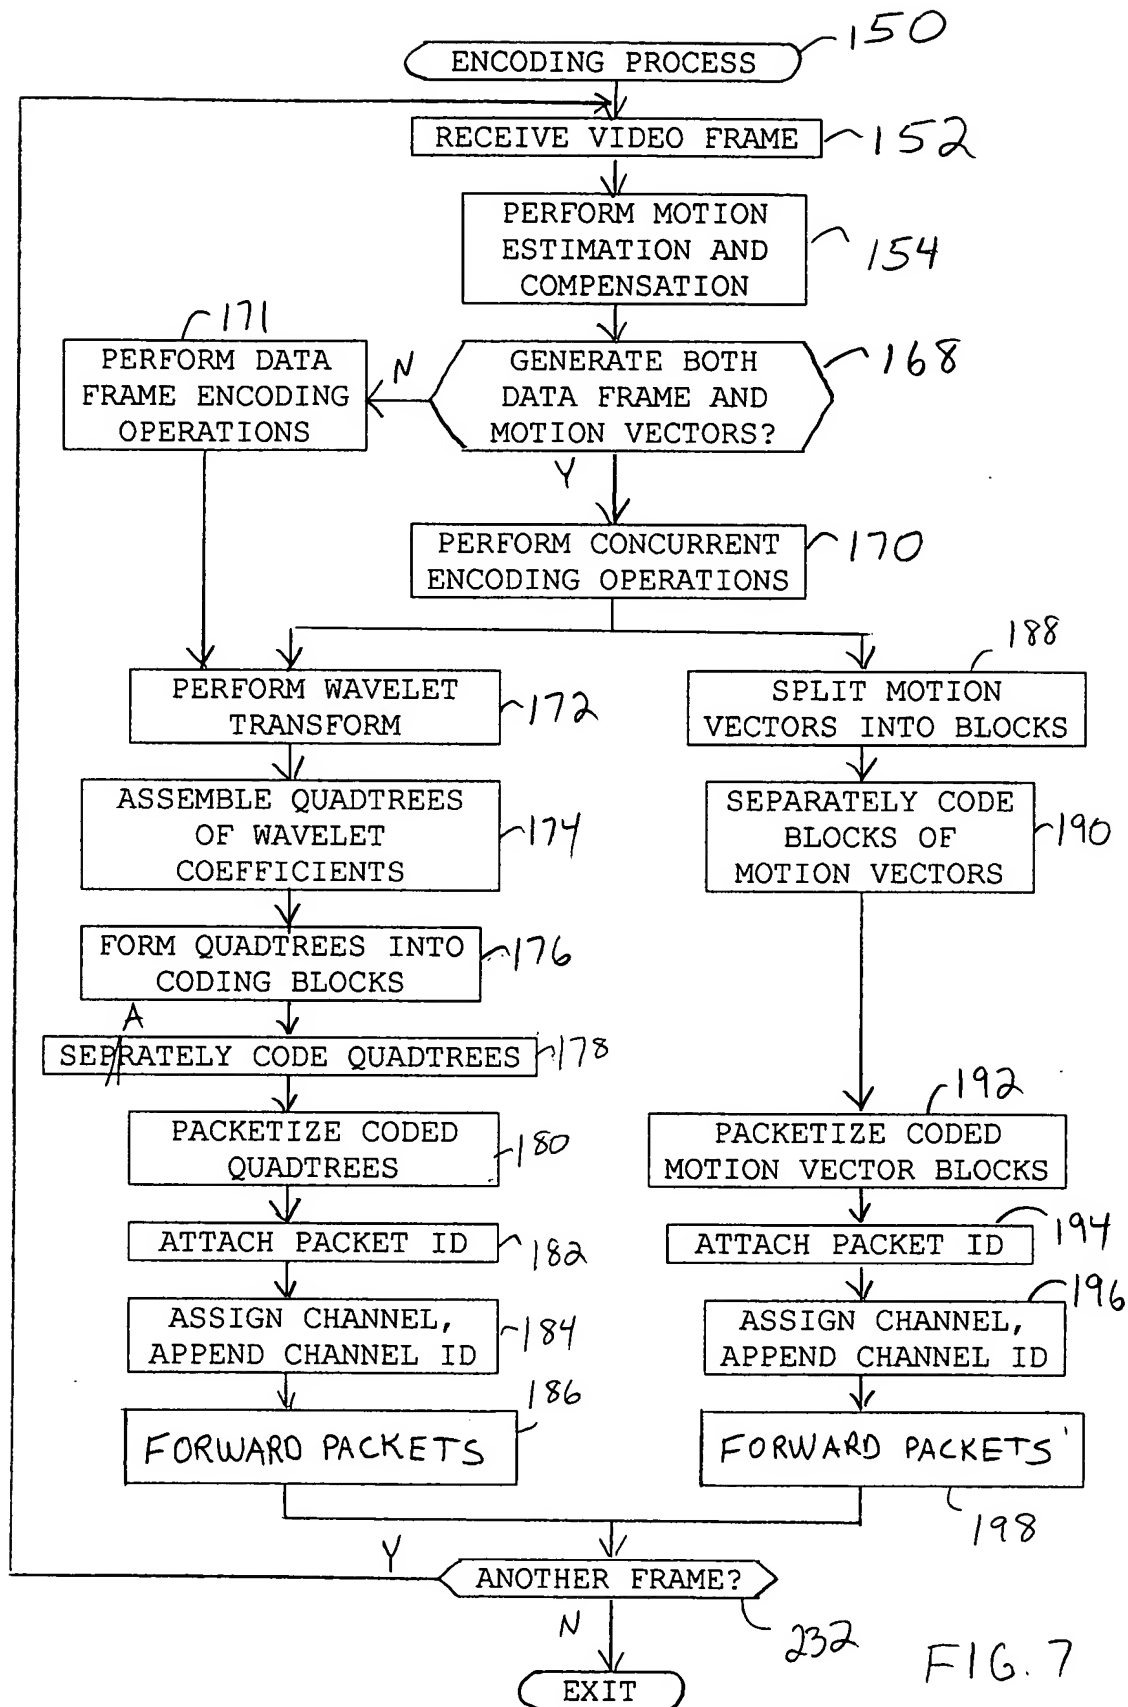 150
ENCODING PROCESS
RECEIVE VIDEO FRAME
152
PERFORM MOTION
ESTIMATION AND
COMPENSATION
154
171
PERFORM DATA
FRAME ENCODING
OPERATIONS
N
GENERATE BOTH
DATA FRAME AND
MOTION VECTORS?
168
Y
PERFORM CONCURRENT
ENCODING OPERATIONS
170
PERFORM WAVELET
TRANSFORM
172
188
SPLIT MOTION
VECTORS INTO BLOCKS
ASSEMBLE QUADTREES
OF WAVELET
COEFFICIENTS
174
SEPARATELY CODE
BLOCKS OF
MOTION VECTORS
190
FORM QUADTREES INTO
CODING BLOCKS
176
A
SEPRATELY CODE QUADTREES
178
PACKETIZE CODED
QUADTREES
180
192
PACKETIZE CODED
MOTION VECTOR BLOCKS
ATTACH PACKET ID
182
ATTACH PACKET ID
194
ASSIGN CHANNEL,
APPEND CHANNEL ID
184
ASSIGN CHANNEL,
APPEND CHANNEL ID
196
FORWARD PACKETS
186
FORWARD PACKETS
198
Y
ANOTHER FRAME?
232
N
EXIT
FIG. 7